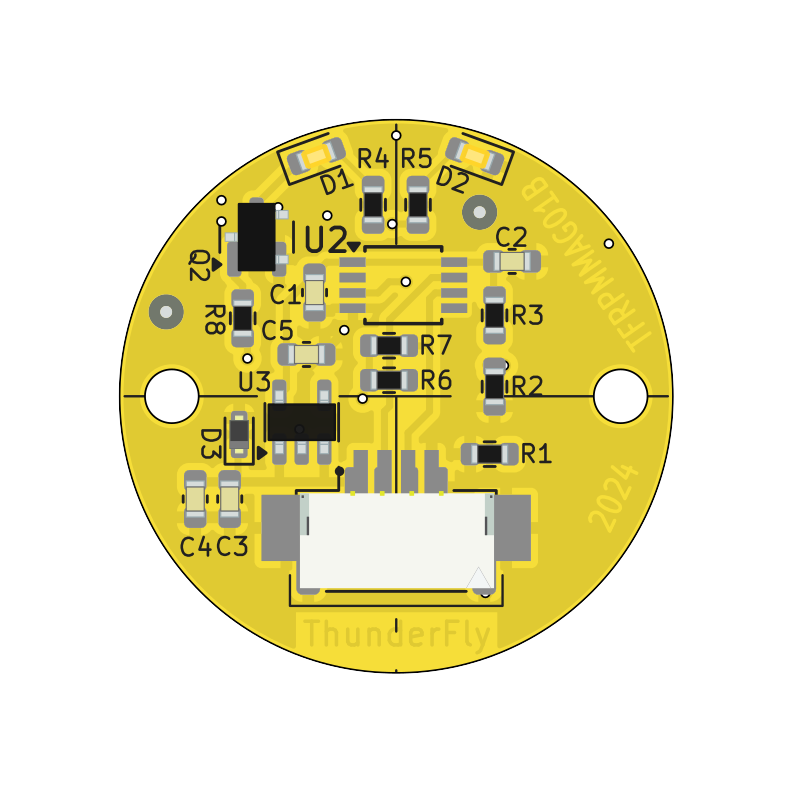 R4 R5
D1 D2
TFRPMMAG01B
U2
C2
Q2
C1
R8
R3
C5
R7
U3
R6
R2
D3
R1
2024
C4 C3
ThunderFly